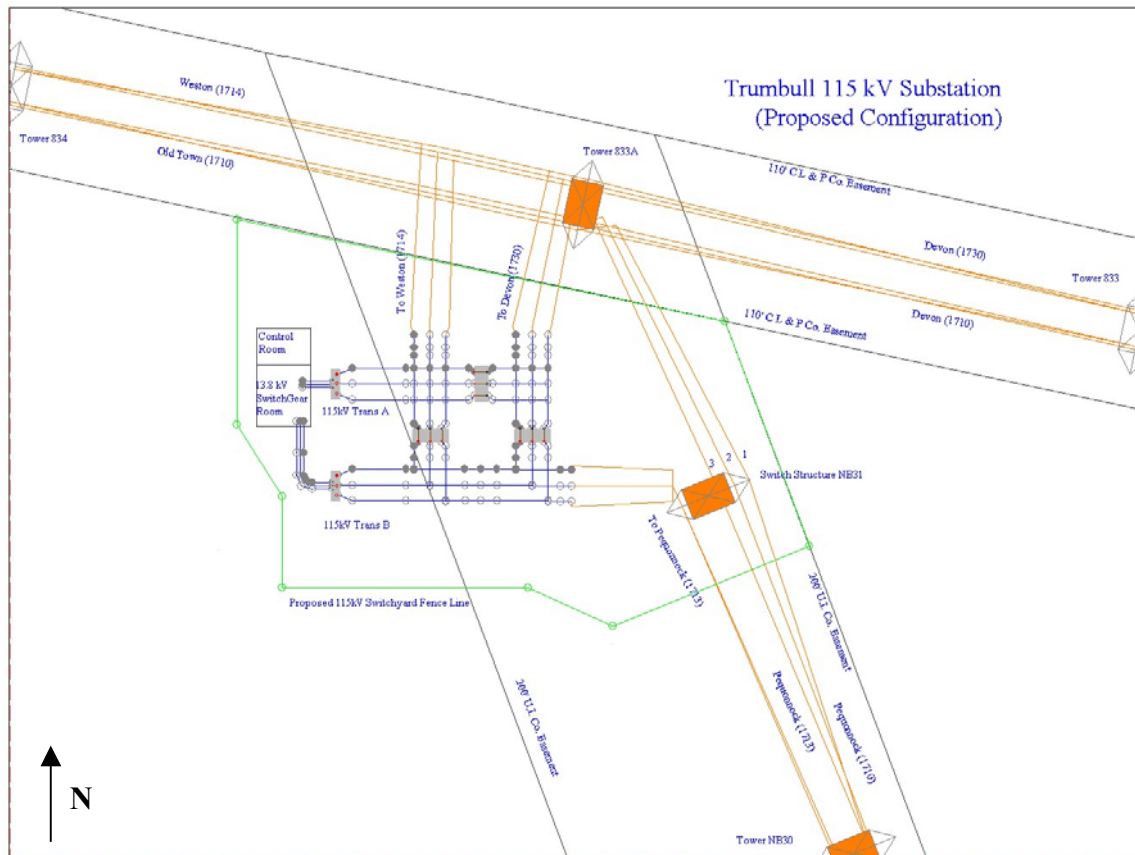 Trumbull 115 kV Substation
(Proposed Configuration)
Weston (1714)
Tower 834
Old Town (1710)
Tower 833A
110' C L & P Co. Easement
Devon (1730)
Tower 833
Devon (1710)
110' C L & P Co. Easement
To Weston (1714)
To Devon (1730)
Control
Room
13.8 kV
SwitchGear
Room
115kV Trans A
115kV Trans B
3 2 1
Switch Structure NB31
To Pequonnock (1713)
Proposed 115kV Switchyard Fence Line
200' U.I. Co. Easement
200' U.I. Co. Easement
Pequonnock (1713)
Pequonnock (1710)
Tower NB30
N